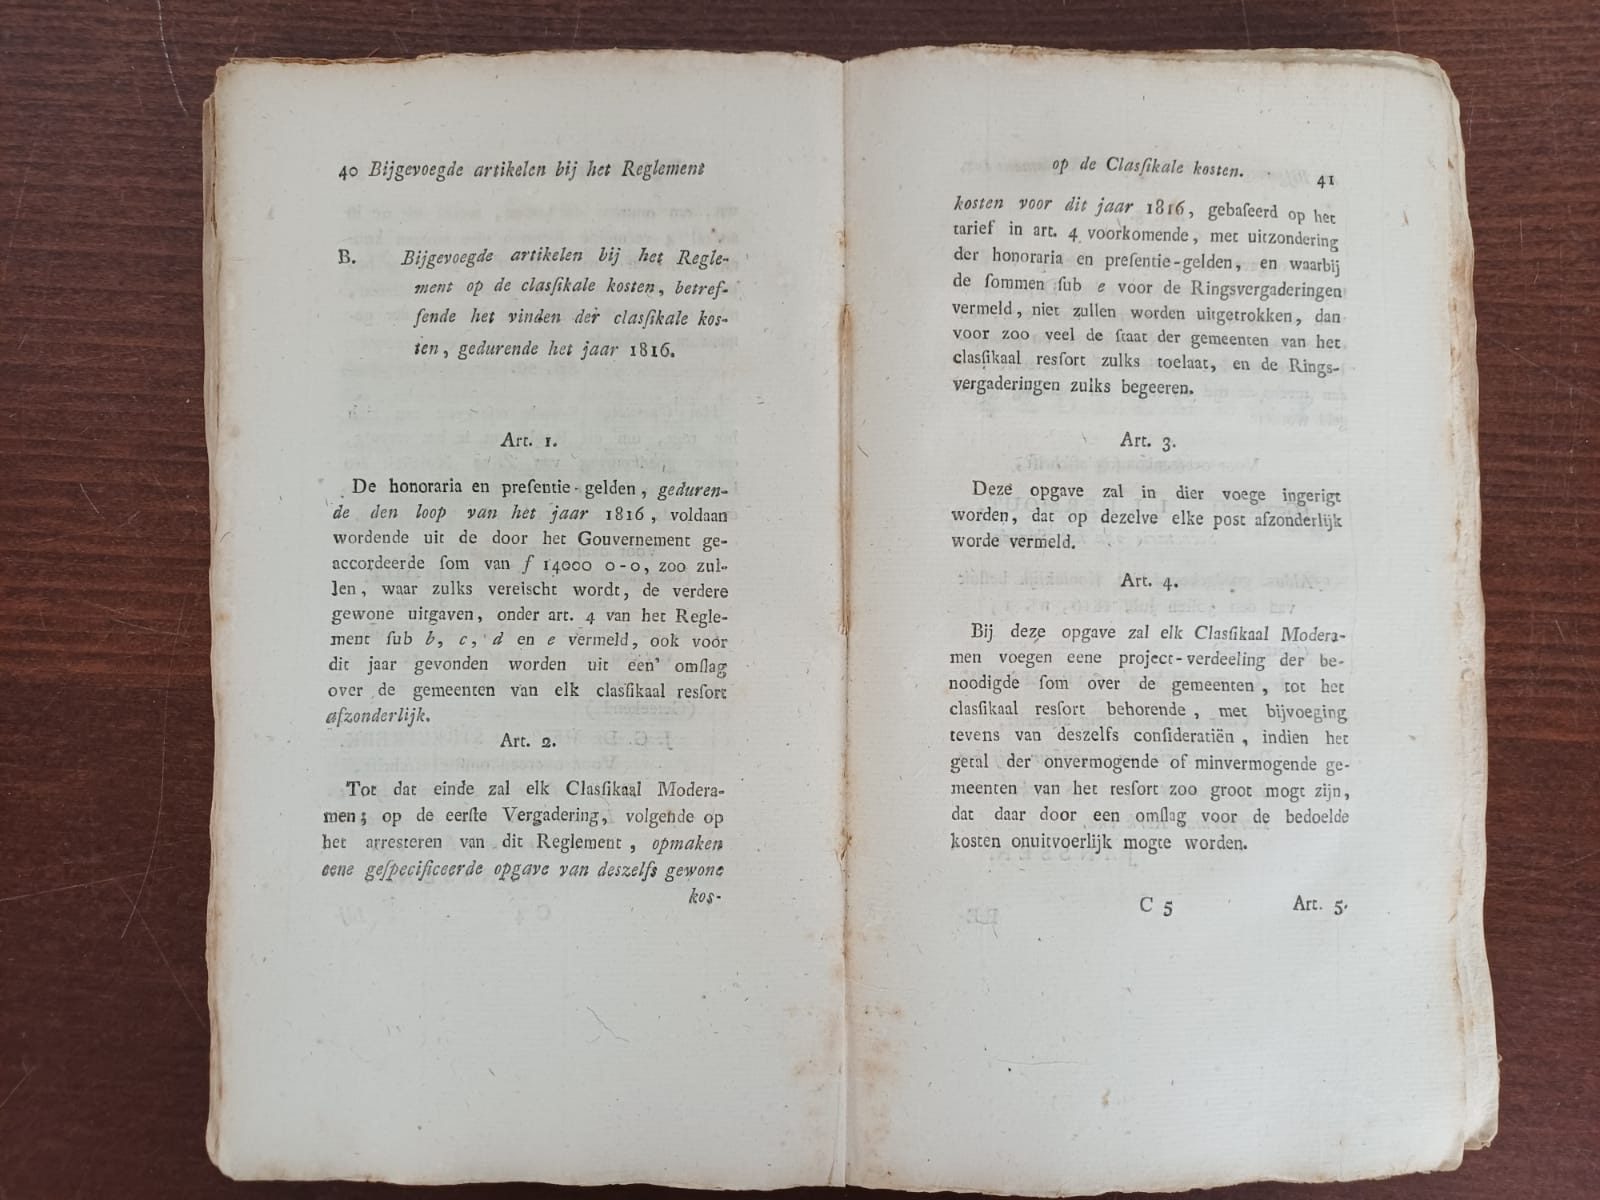 40 Bijgevoegde artikelen bij het Reglement
B. Bijgevoegde artikelen bij het Regle-
ment op de clasſikale kosten, betref-
fende het vinden der clasſikale kos-
ten, gedurende het jaar 1816.
Art. 1.
De honoraria en preſentie-gelden, geduren-
de den loop van het jaar 1816, voldaan
wordende uit de door het Gouvernement ge-
accordeerde ſom van ƒ 14000 0-0, zoo zul-
len, waar zulks vereischt wordt, de verdere
gewone uitgaven, onder art. 4 van het Regle-
ment ſub b, c, d en e vermeld, ook voor
dit jaar gevonden worden uit een' omſlag
over de gemeenten van elk clasſikaal resfort
afzonderlijk.
Art. 2.
Tot dat einde zal elk Clasſikaal Modera-
men; op de eerſte Vergadering, volgende op
het arresteren van dit Reglement, opmaken
eene geſpecificeerde opgave van deszelfs gewone
kos-
op de Clasſikale kosten. 41
kosten voor dit jaar 1816, gebaſeerd op het
tarief in art. 4 voorkomende, met uitzondering
der honoraria en preſentie-gelden, en waarbij
de ſommen ſub e voor de Ringsvergaderingen
vermeld, niet zullen worden uitgetrokken, dan
voor zoo veel de ſtaat der gemeenten van het
clasſikaal resſort zulks toelaat, en de Rings-
vergaderingen zulks begeeren.
Art. 3.
Deze opgave zal in dier voege ingerigt
worden, dat op dezelve elke post afzonderlijk
worde vermeld.
Art. 4.
Bij deze opgave zal elk Clasſikaal Modera-
men voegen eene project-verdeeling der be-
noodigde ſom over de gemeenten, tot het
clasſikaal resfort behorende, met bijvoeging
tevens van deszelfs conſideratiën, indien het
getal der onvermogende of minvermogende ge-
meenten van het resfort zoo groot mogt zijn,
dat daar door een omſlag voor de bedoelde
kosten onuitvoerlijk mogte worden.
C 5 Art. 5.